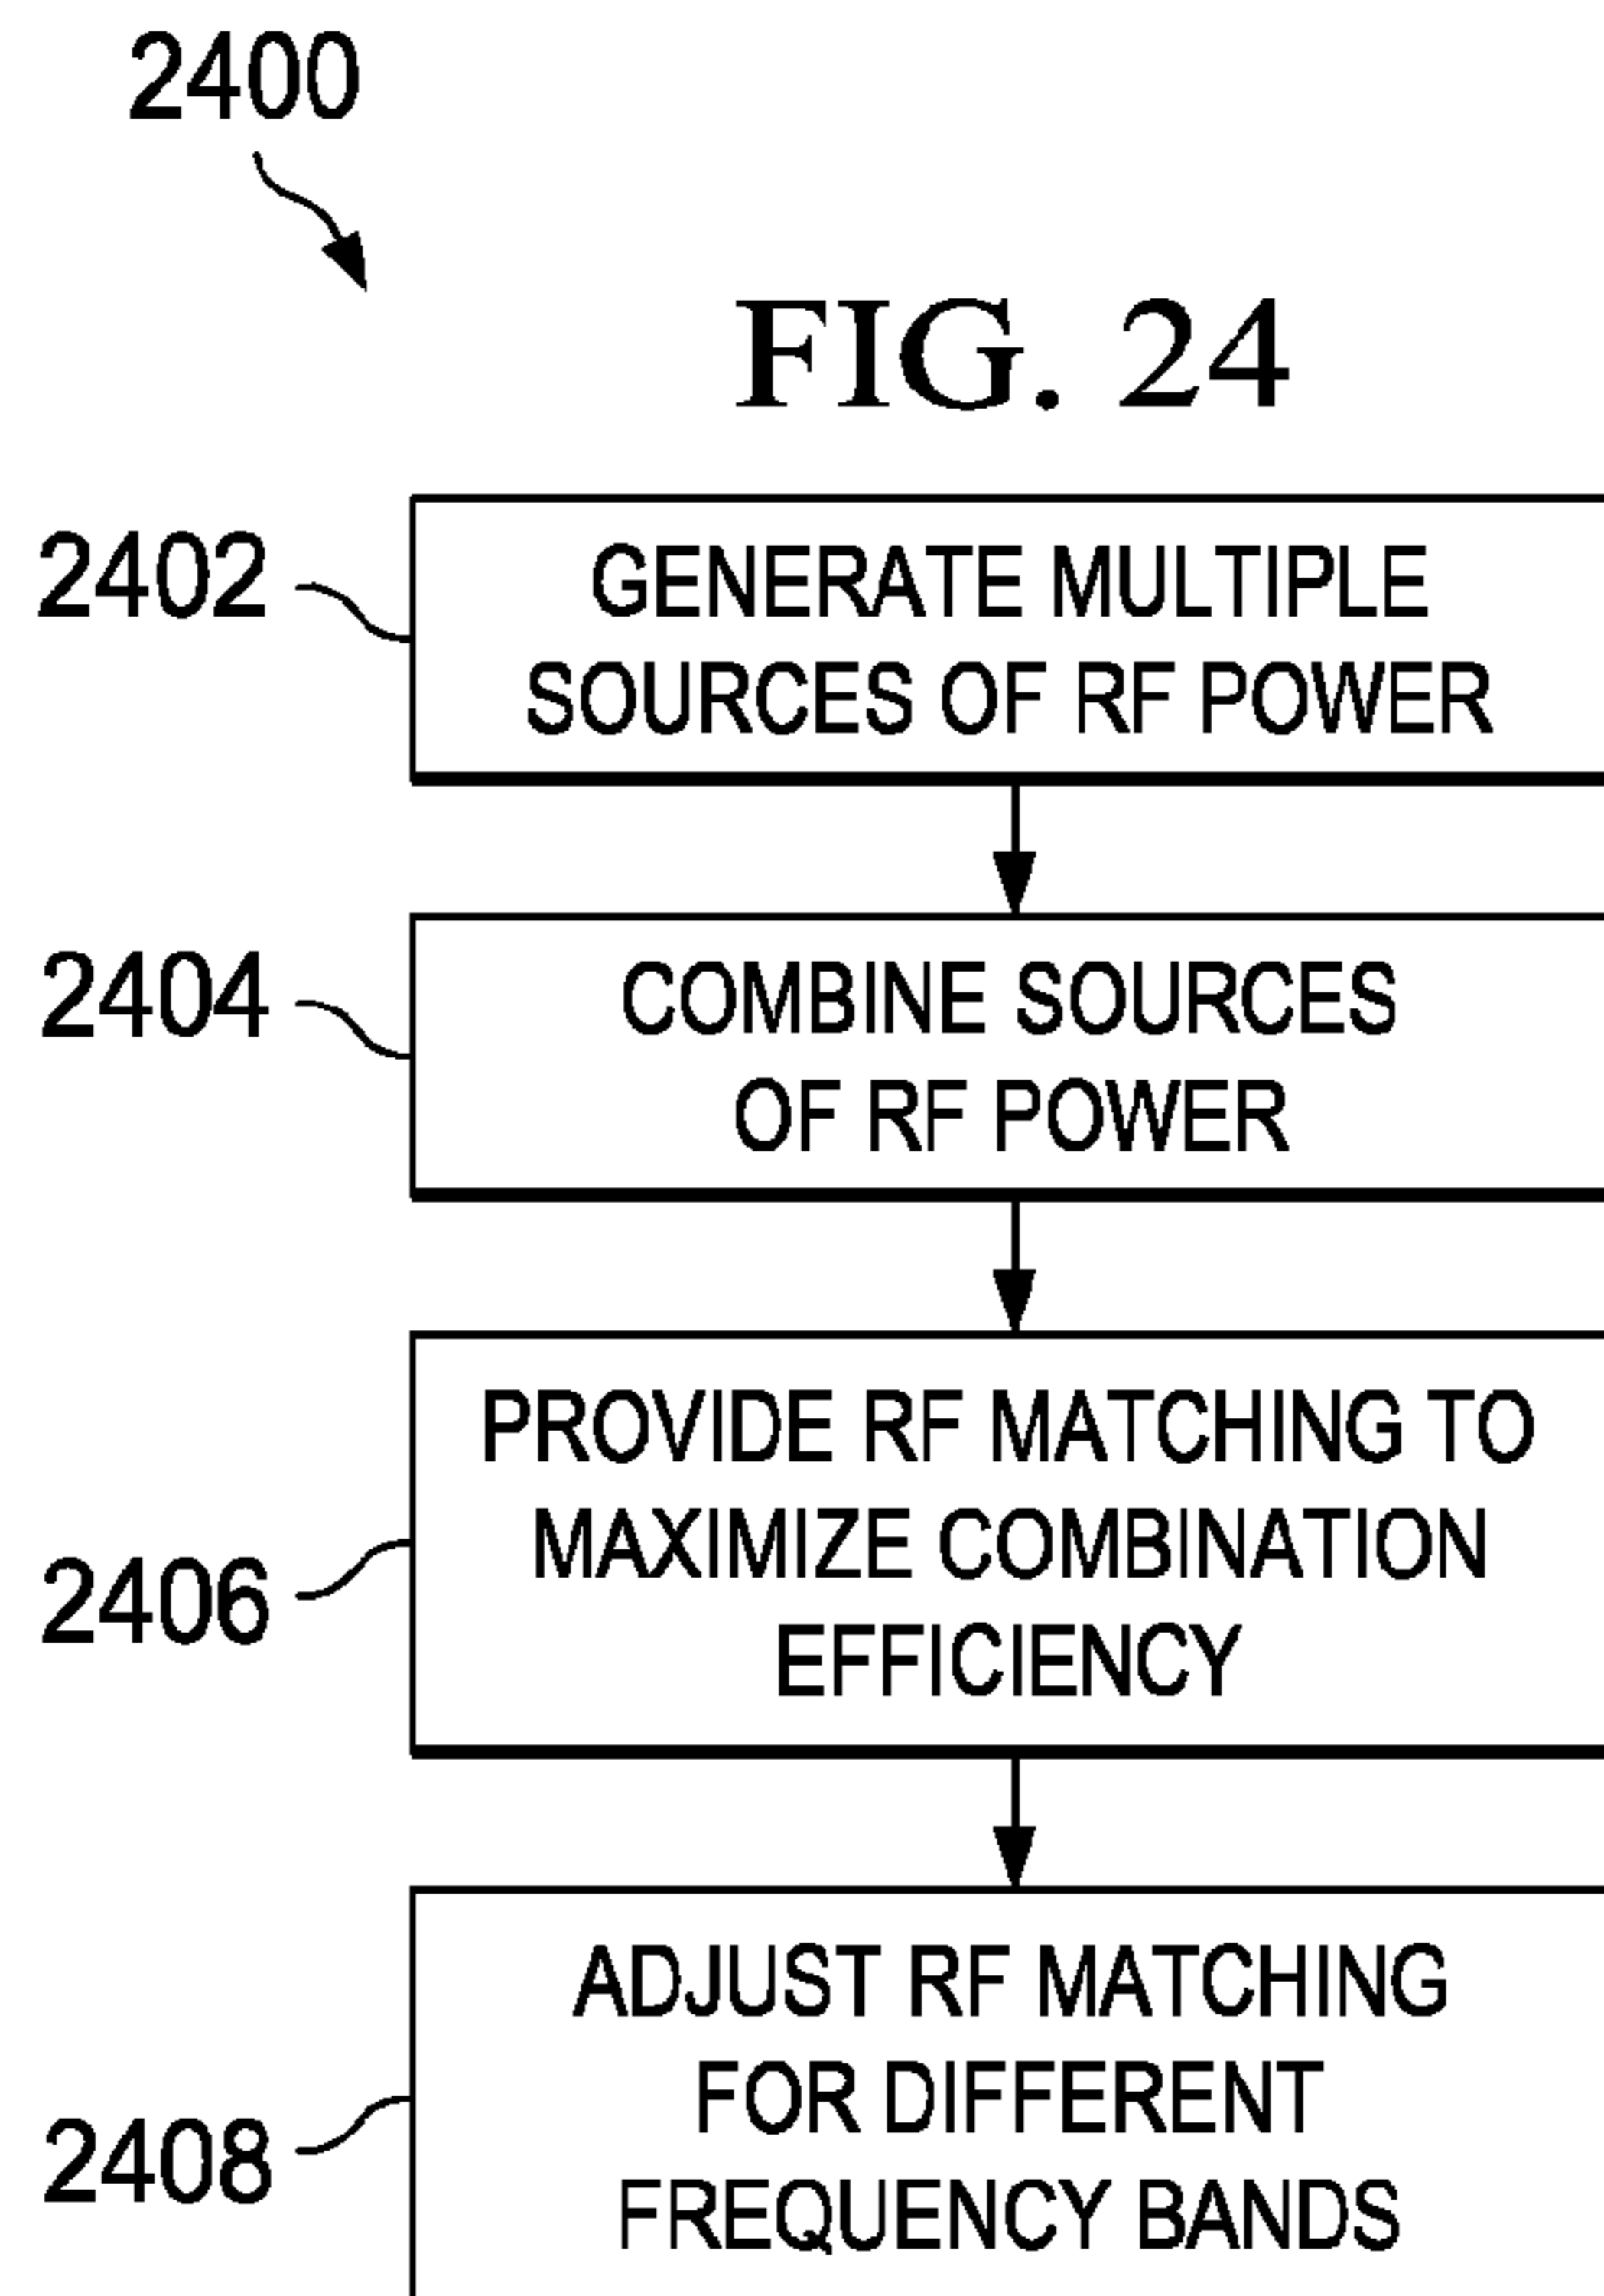 2400
FIG. 24
2402
GENERATE MULTIPLE
SOURCES OF RF POWER
2404
COMBINE SOURCES
OF RF POWER
2406
PROVIDE RF MATCHING TO
MAXIMIZE COMBINATION
EFFICIENCY
2408
ADJUST RF MATCHING
FOR DIFFERENT
FREQUENCY BANDS